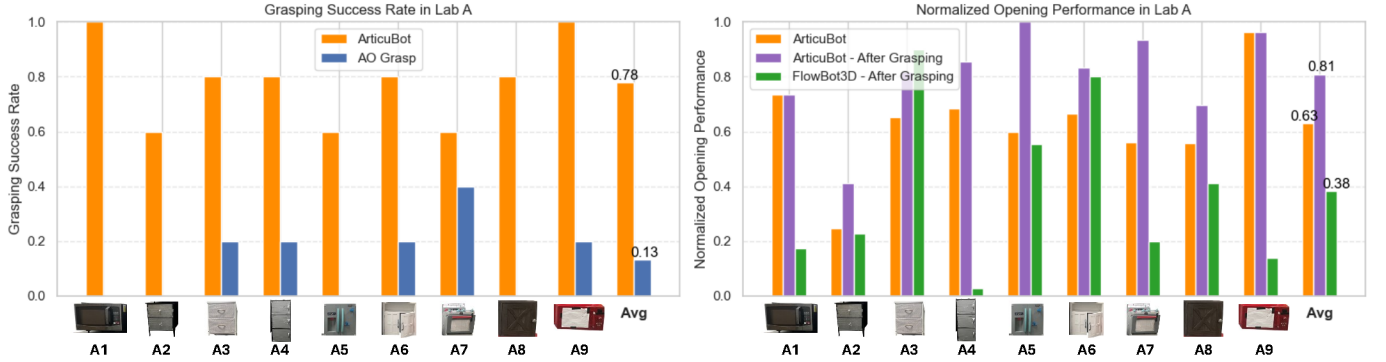 Grasping Success Rate in Lab A
Grasping Success Rate
1.0
0.8
0.6
0.4
0.2
0.0
ArticuBot
AO Grasp
0.78
0.13
A1 A2 A3 A4 A5 A6 A7 A8 A9 Avg
Normalized Opening Performance in Lab A
Normalized Opening Performance
1.0
0.8
0.6
0.4
0.2
0.0
ArticuBot
ArticuBot - After Grasping
FlowBot3D - After Grasping
0.63
0.81
0.38
A1 A2 A3 A4 A5 A6 A7 A8 A9 Avg